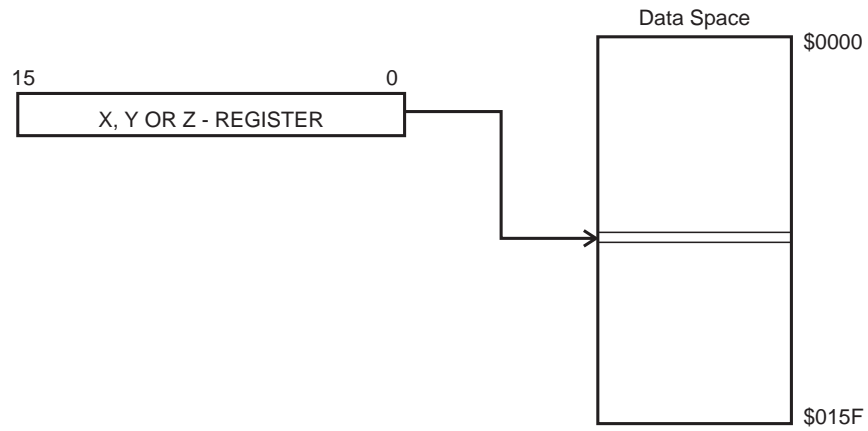 Data Space
$0000
15 0
X, Y OR Z - REGISTER
$015F